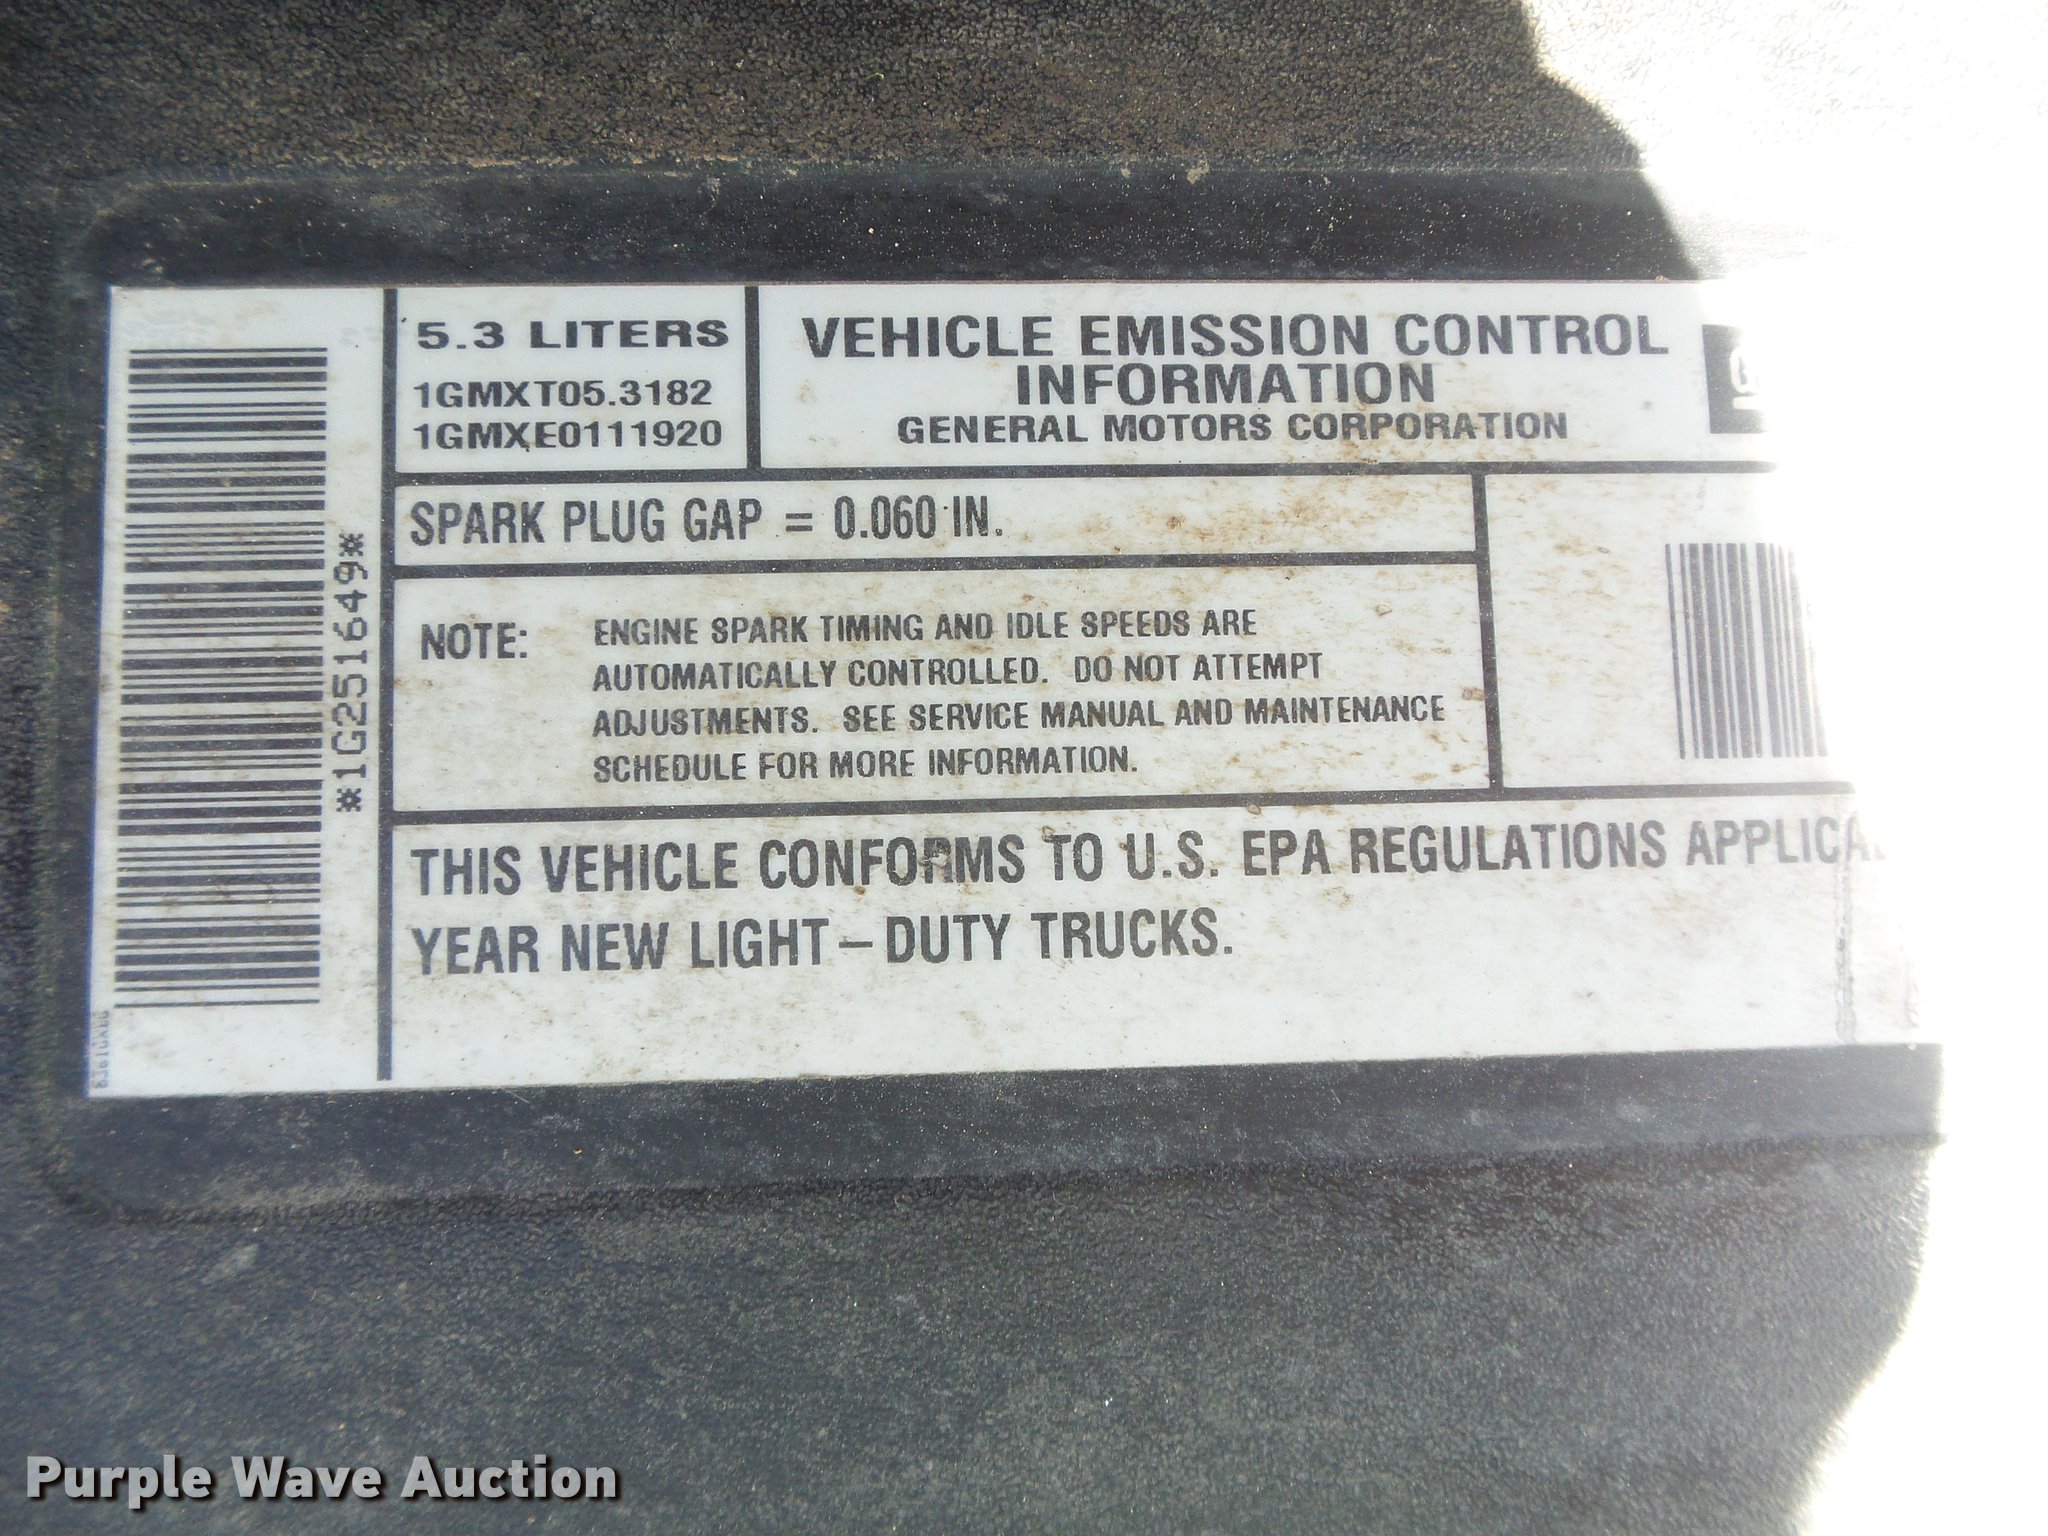 5.3 LITERS
1GMXT05.3182
1GMXE0111920
VEHICLE EMISSION CONTROL
INFORMATION
GENERAL MOTORS CORPORATION
SPARK PLUG GAP = 0.060 IN.
NOTE: ENGINE SPARK TIMING AND IDLE SPEEDS ARE
AUTOMATICALLY CONTROLLED. DO NOT ATTEMPT
ADJUSTMENTS. SEE SERVICE MANUAL AND MAINTENANCE
SCHEDULE FOR MORE INFORMATION.
THIS VEHICLE CONFORMS TO U.S. EPA REGULATIONS
YEAR NEW LIGHT-DUTY TRUCKS.
*1G251649*
Purple Wave Auction